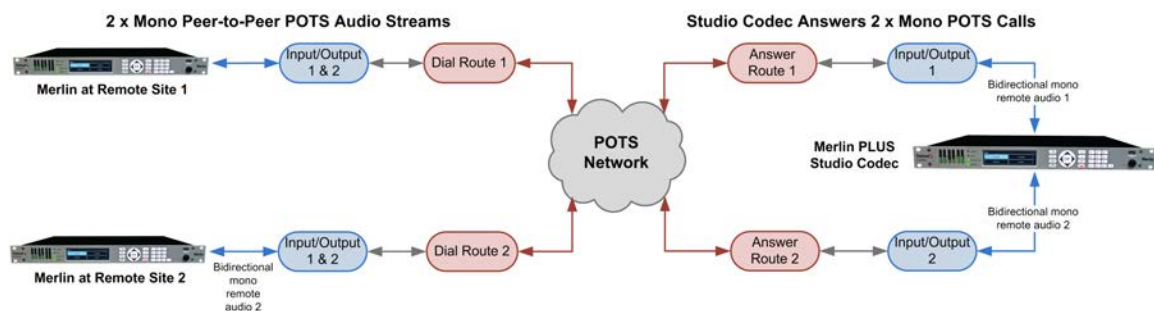 2 x Mono Peer-to-Peer POTS Audio Streams
Merlin at Remote Site 1
Input/Output
1 & 2
Dial Route 1
Merlin at Remote Site 2
Bidirectional
mono
remote
audio 2
Input/Output
1 & 2
Dial Route 2
POTS
Network
Studio Codec Answers 2 x Mono POTS Calls
Answer
Route 1
Input/Output
1
Bidirectional mono
remote audio 1
Merlin PLUS
Studio Codec
Bidirectional mono
remote audio 2
Answer
Route 2
Input/Output
2